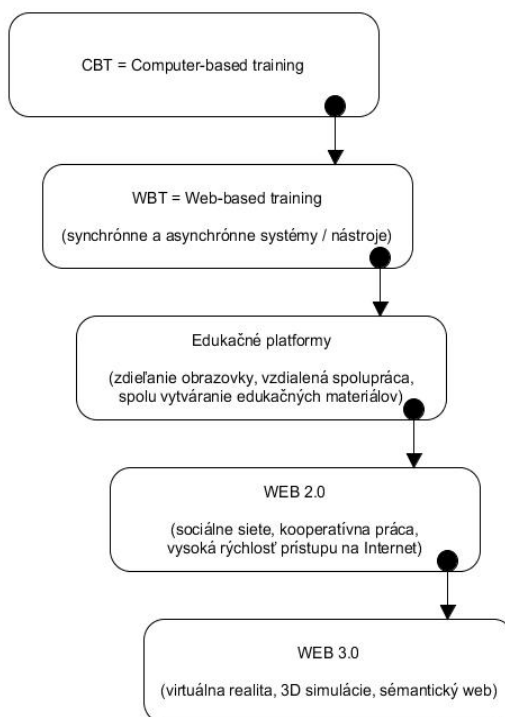 CBT = Computer-based training
WBT = Web-based training
(synchrónne a asynchrónne systémy / nástroje)
Edukačné platformy
(zdieľanie obrazovky, vzdialená spolupráca,
spolu vytváranie edukačných materiálov)
WEB 2.0
(sociálne siete, kooperatívna práca,
vysoká rýchlosť prístupu na Internet)
WEB 3.0
(virtuálna realita, 3D simulácie, sémantický web)